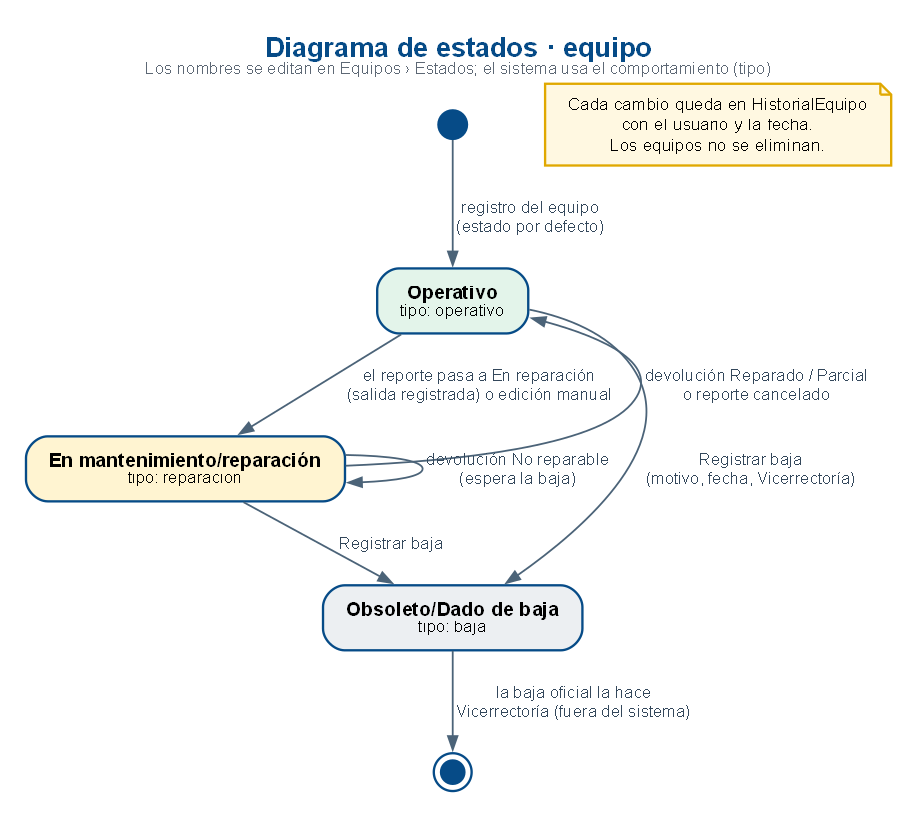 Diagrama de estados · equipo
Los nombres se editan en Equipos › Estados; el sistema usa el comportamiento (tipo)
Cada cambio queda en HistorialEquipo
con el usuario y la fecha.
Los equipos no se eliminan.
registro del equipo
(estado por defecto)
Operativo
tipo: operativo
el reporte pasa a En reparación
(salida registrada) o edición manual
devolución Reparado / Parcial
o reporte cancelado
En mantenimiento/reparación
tipo: reparacion
devolución No reparable
(espera la baja)
Registrar baja
(motivo, fecha, Vicerrectoría)
Registrar baja
Obsoleto/Dado de baja
tipo: baja
la baja oficial la hace
Vicerrectoría (fuera del sistema)